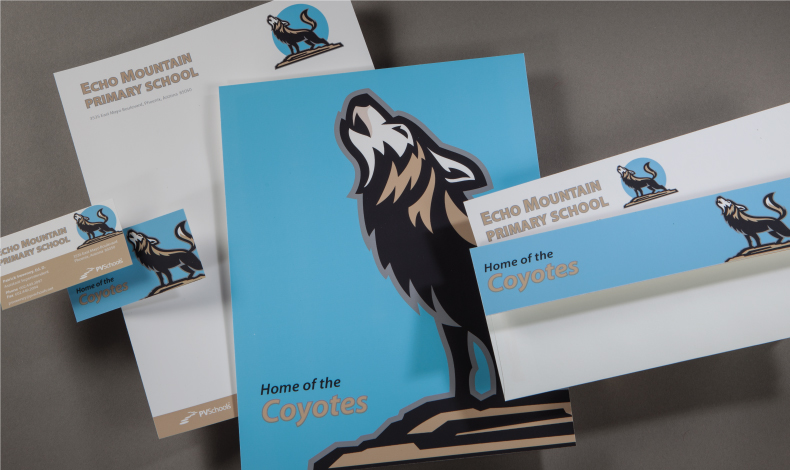 Echo Mountain
Primary School
PVSchools
Echo Mountain
Primary School
PVSchools
Home of the
Coyotes
Home of the
Coyotes
Echo Mountain
Primary School
Home of the
Coyotes